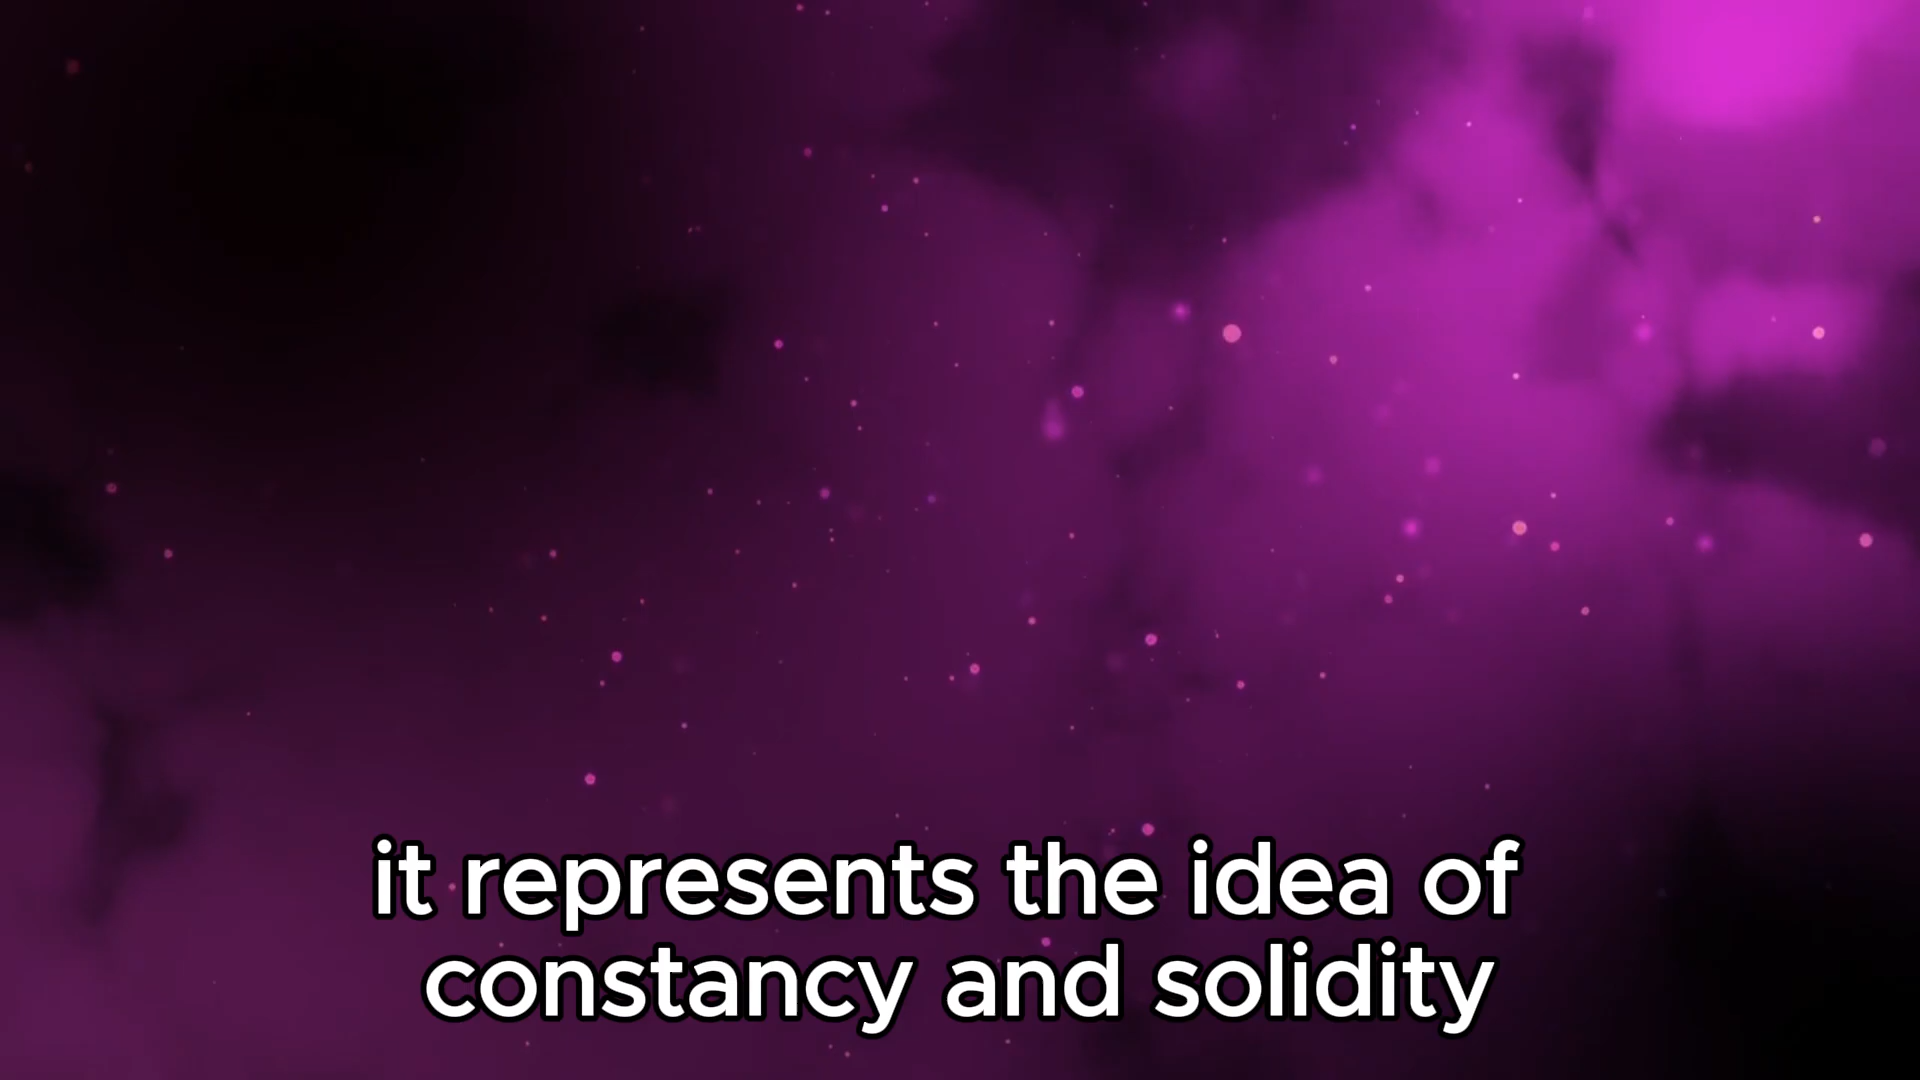 it represents the idea of
constancy and solidity